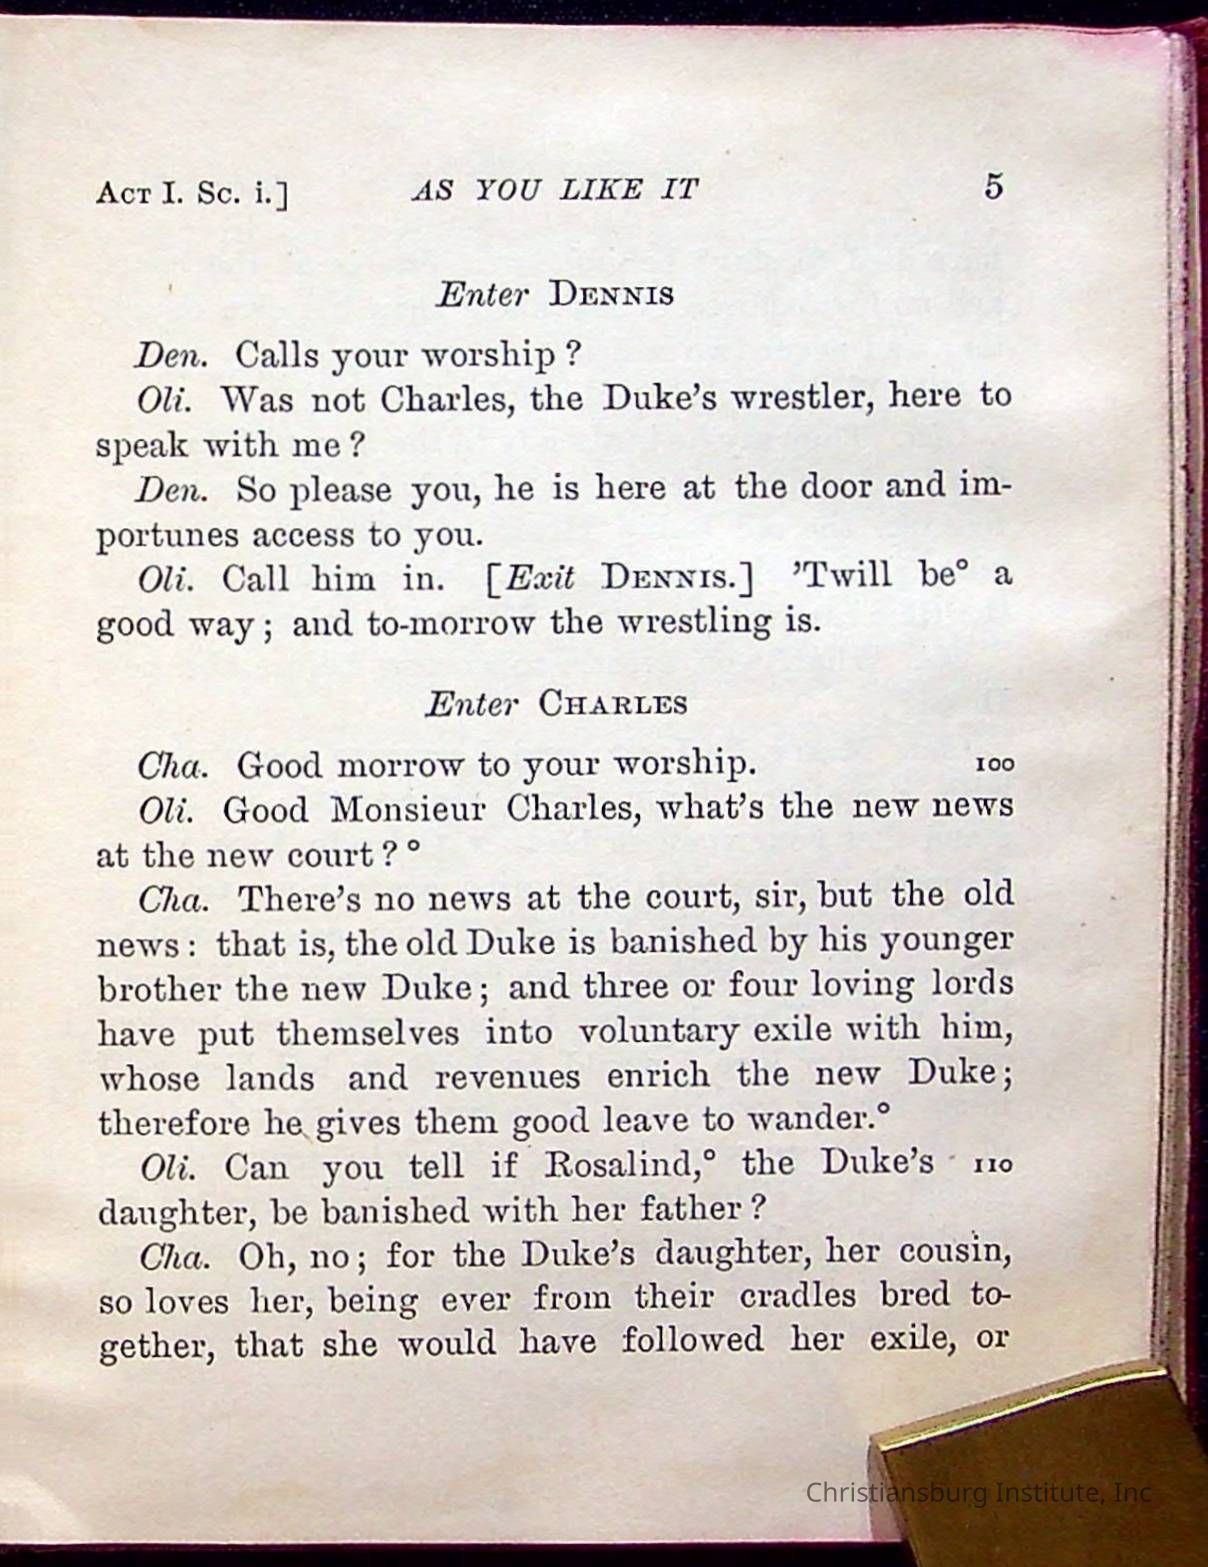 Act I. Sc. i.] AS YOU LIKE IT 5
Enter Dennis
Den. Calls your worship?
Oli. Was not Charles, the Duke's wrestler, here to
speak with me?
Den. So please you, he is here at the door and im-
portunes access to you.
Oli. Call him in. [Exit Dennis.] 'Twill be° a
good way; and to-morrow the wrestling is.
Enter Charles
Cha. Good morrow to your worship. 100
Oli. Good Monsieur Charles, what's the new news
at the new court?°
Cha. There's no news at the court, sir, but the old
news: that is, the old Duke is banished by his younger
brother the new Duke; and three or four loving lords
have put themselves into voluntary exile with him,
whose lands and revenues enrich the new Duke;
therefore he gives them good leave to wander.°
Oli. Can you tell if Rosalind,° the Duke's 110
daughter, be banished with her father?
Cha. Oh, no; for the Duke's daughter, her cousin,
so loves her, being ever from their cradles bred to-
gether, that she would have followed her exile, or
Christiansburg Institute, Inc